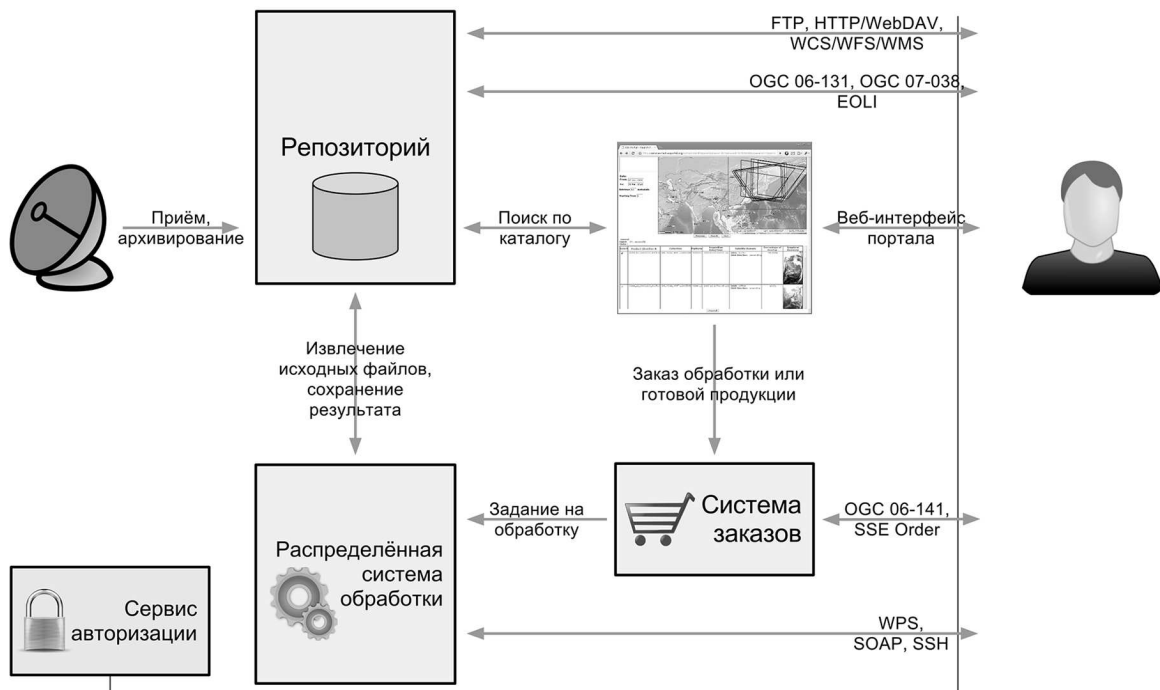 FTP, HTTP/WebDAV,
WCS/WFS/WMS
OGC 06-131, OGC 07-038,
EOLI
Репозиторий
Приём,
архивирование
Поиск по
каталогу
Веб-интерфейс
портала
Извлечение
исходных файлов,
сохранение
результата
Заказ обработки или
готовой продукции
Задание на
обработку
Система
заказов
OGC 06-141,
SSE Order
Распределённая
система
обработки
Сервис
авторизации
WPS,
SOAP, SSH